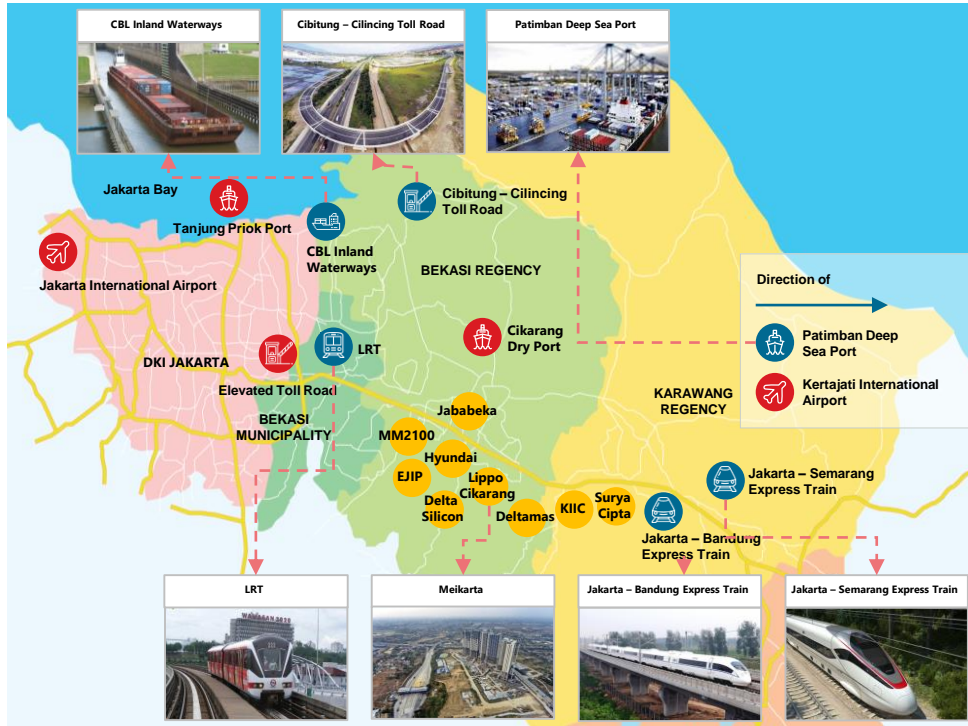 CBL Inland Waterways
Cibitung – Cilincing Toll Road
Patimban Deep Sea Port
Jakarta Bay
Tanjung Priok Port
CBL Inland
Waterways
Cibitung – Cilincing
Toll Road
Jakarta International Airport
BEKASI REGENCY
Direction of
Patimban Deep
Sea Port
Kertajati International
Airport
DKI JAKARTA
Elevated Toll Road
LRT
Cikarang
Dry Port
BEKASI
MUNICIPALITY
KARAWANG
REGENCY
Jababeka
MM2100
Hyundai
EJIP
Lippo
Cikarang
Delta
Silicon
Deltamas
KIIC
Surya
Cipta
Jakarta – Semarang
Express Train
Jakarta – Bandung
Express Train
LRT
Meikarta
Jakarta – Bandung Express Train
Jakarta – Semarang Express Train
WAWASAN 2020